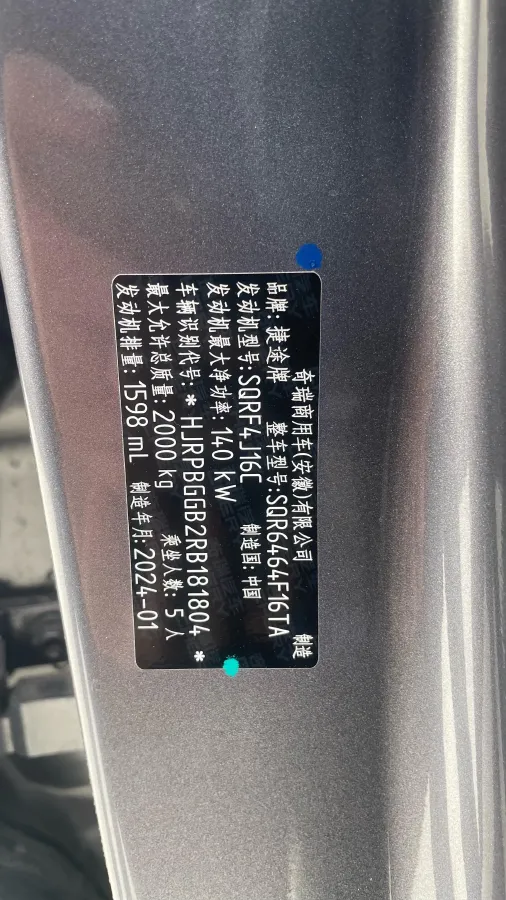 奇瑞商用车(安徽)有限公司 制造
品牌: 捷途牌 整车型号:SQR6464F16TA
发动机型号:SQRF4J16C 制造国: 中国
发动机最大净功率: 140 kW
车辆识别代号: * HJRPBGGB2RB181804 *
最大允许总质量: 2000 kg 乘坐人数: 5 人
发动机排量: 1598 mL 制造年月: 2024-01